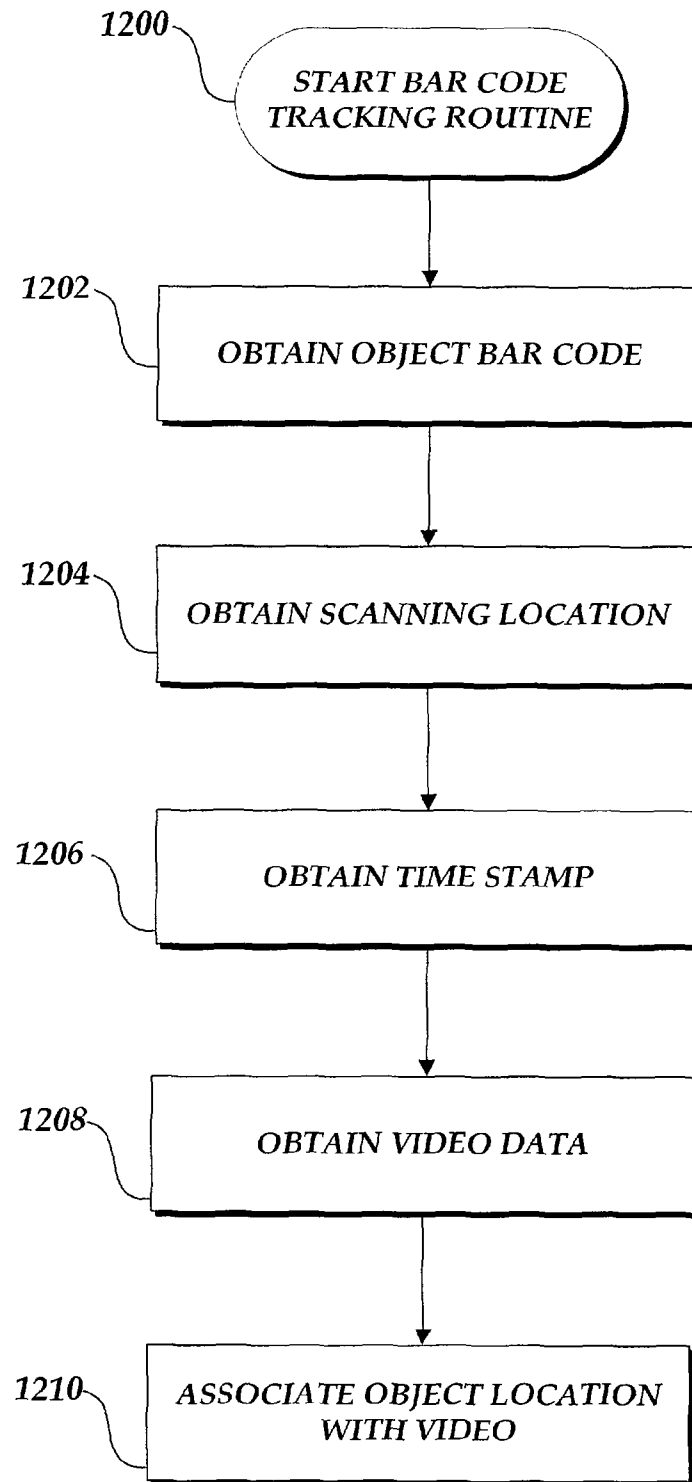 1200
START BAR CODE
TRACKING ROUTINE
1202
OBTAIN OBJECT BAR CODE
1204
OBTAIN SCANNING LOCATION
1206
OBTAIN TIME STAMP
1208
OBTAIN VIDEO DATA
1210
ASSOCIATE OBJECT LOCATION
WITH VIDEO